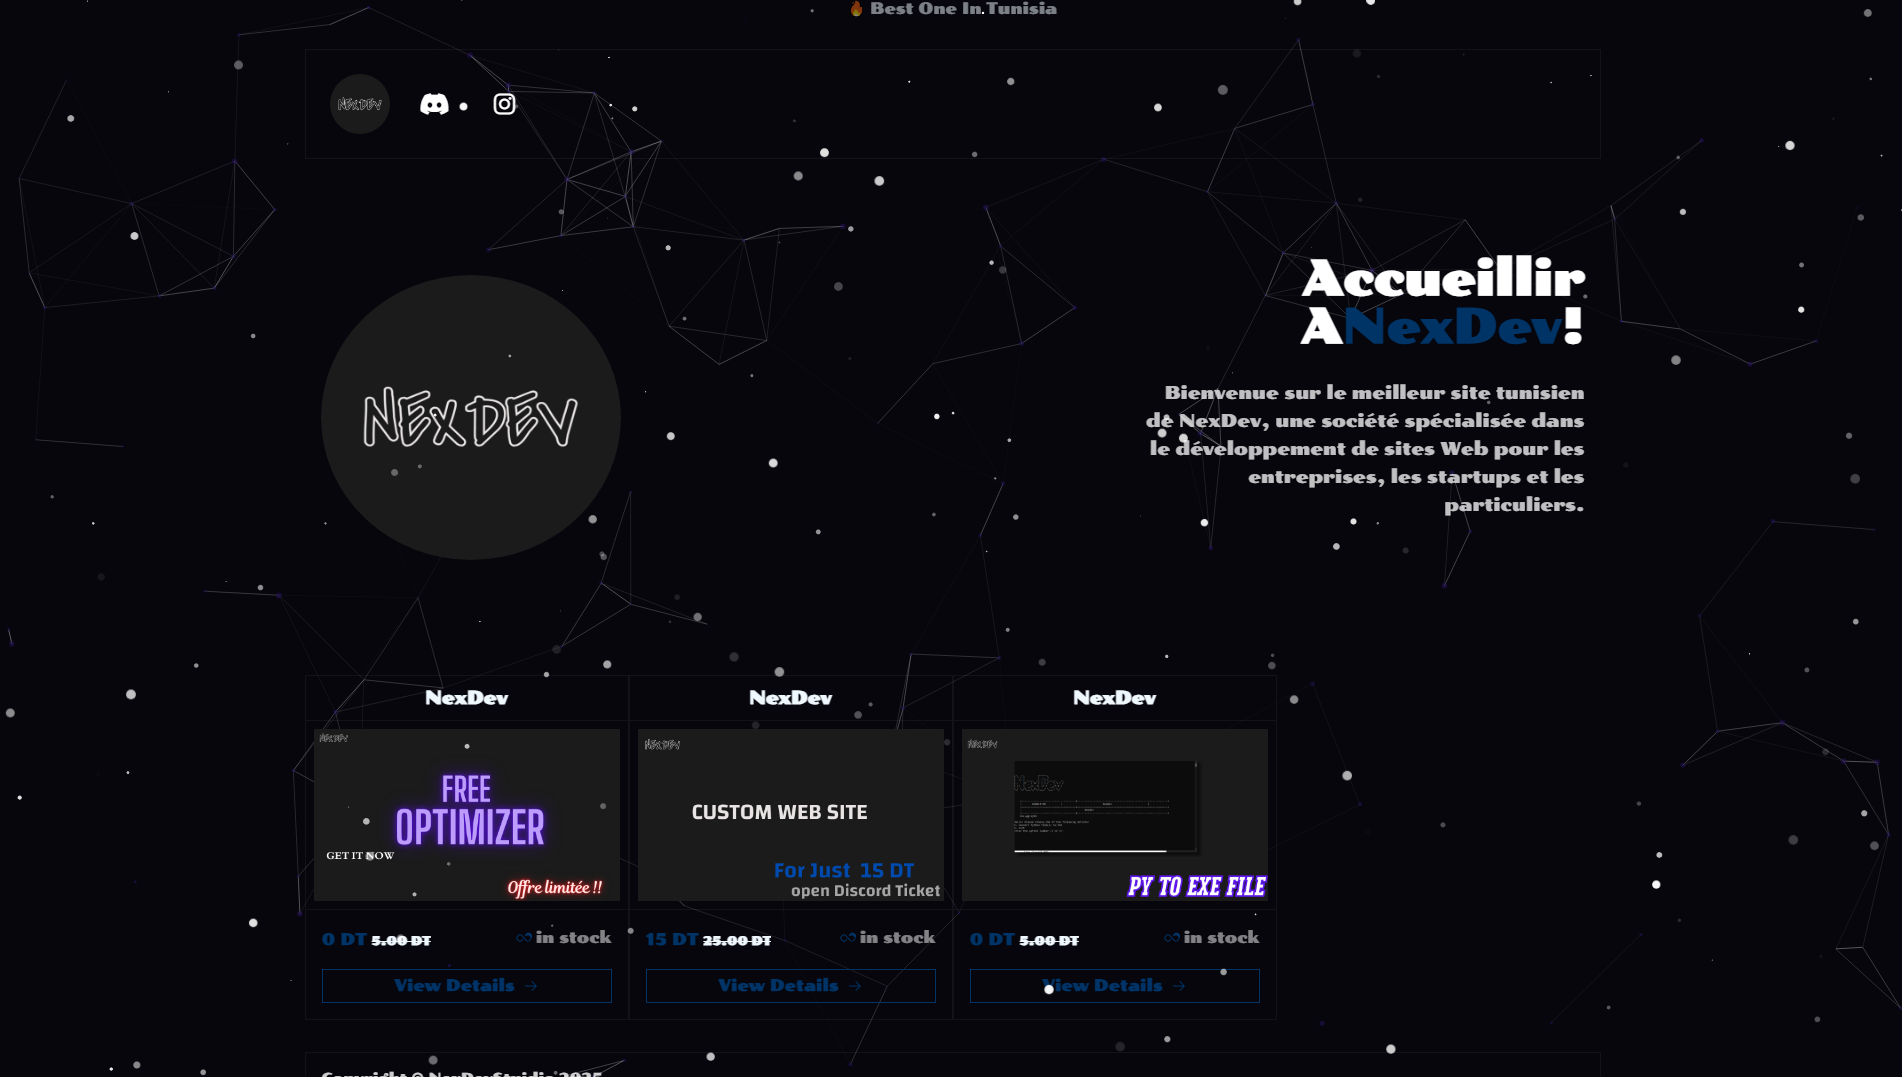 🔥 Best One In Tunisia
NEXDEV
Accueillir
ANexDev!
NEXDEV
Bienvenue sur le meilleur site tunisien
de NexDev, une société spécialisée dans
le développement de sites Web pour les
entreprises, les startups et les
particuliers.
NexDev
NexDev
NexDev
NEXDEV
FREE
OPTIMIZER
GET IT NOW
Offre limitée !!
NEXDEV
CUSTOM WEB SITE
For Just 15 DT
open Discord Ticket
NEXDEV
NexDev
PY TO EXE FILE
0 DT 5.00 DT
∞ in stock
15 DT 25.00 DT
∞ in stock
0 DT 5.00 DT
∞ in stock
View Details →
View Details →
View Details →
Copyright © NexDevStudio 2025